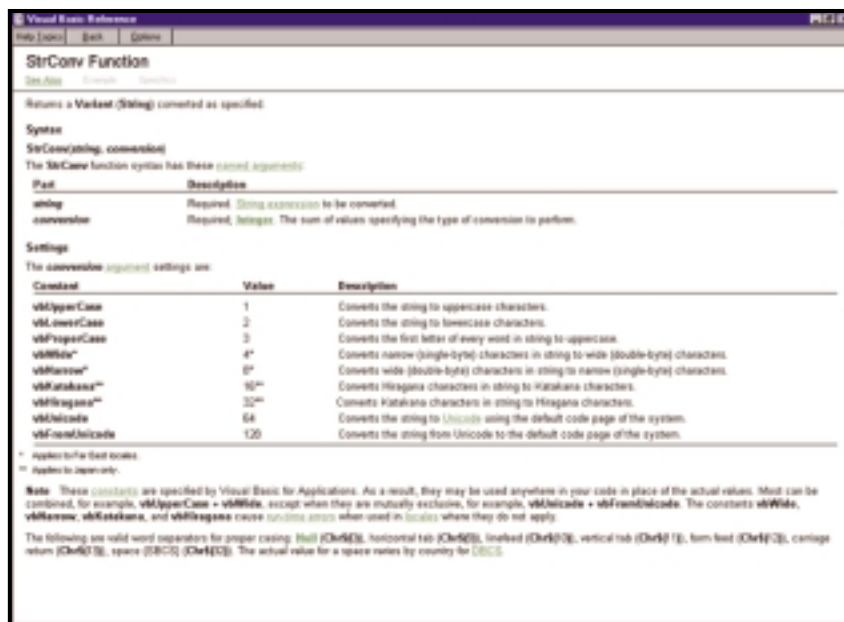 Visual Basic Reference
Help Topics Back Options
StrConv Function
See Also Example Specifics
Returns a Variant (String) converted as specified.
Syntax
StrConv(string, conversion)
The StrConv function syntax has these named arguments:
Part Description
string Required. String expression to be converted.
conversion Required; Integer. The sum of values specifying the type of conversion to perform.
Settings
The conversion argument settings are:
Constant Value Description
vbUpperCase 1 Converts the string to uppercase characters.
vbLowerCase 2 Converts the string to lowercase characters.
vbProperCase 3 Converts the first letter of every word in string to uppercase.
vbWide* 4* Converts narrow (single-byte) characters in string to wide (double-byte) characters.
vbNarrow* 8* Converts wide (double-byte) characters in string to narrow (single-byte) characters.
vbKatakana** 16** Converts Hiragana characters in string to Katakana characters.
vbHiragana** 32** Converts Katakana characters in string to Hiragana characters.
vbUnicode 64 Converts the string to Unicode using the default code page of the system.
vbFromUnicode 128 Converts the string from Unicode to the default code page of the system.
* Applies to Far East locales.
** Applies to Japan only.
Note These constants are specified by Visual Basic for Applications. As a result, they may be used anywhere in your code in place of the actual values. Most can be
combined, for example, vbUpperCase + vbWide, except when they are mutually exclusive, for example, vbUnicode + vbFromUnicode. The constants vbWide,
vbNarrow, vbKatakana, and vbHiragana cause run-time errors when used in locales where they do not apply.
The following are valid word separators for proper casing: Null (Chr$(0)), horizontal tab (Chr$(9)), linefeed (Chr$(10)), vertical tab (Chr$(11)), form feed (Chr$(12)), carriage
return (Chr$(13)), space (SBCS) (Chr$(32)). The actual value for a space varies by country for DBCS.